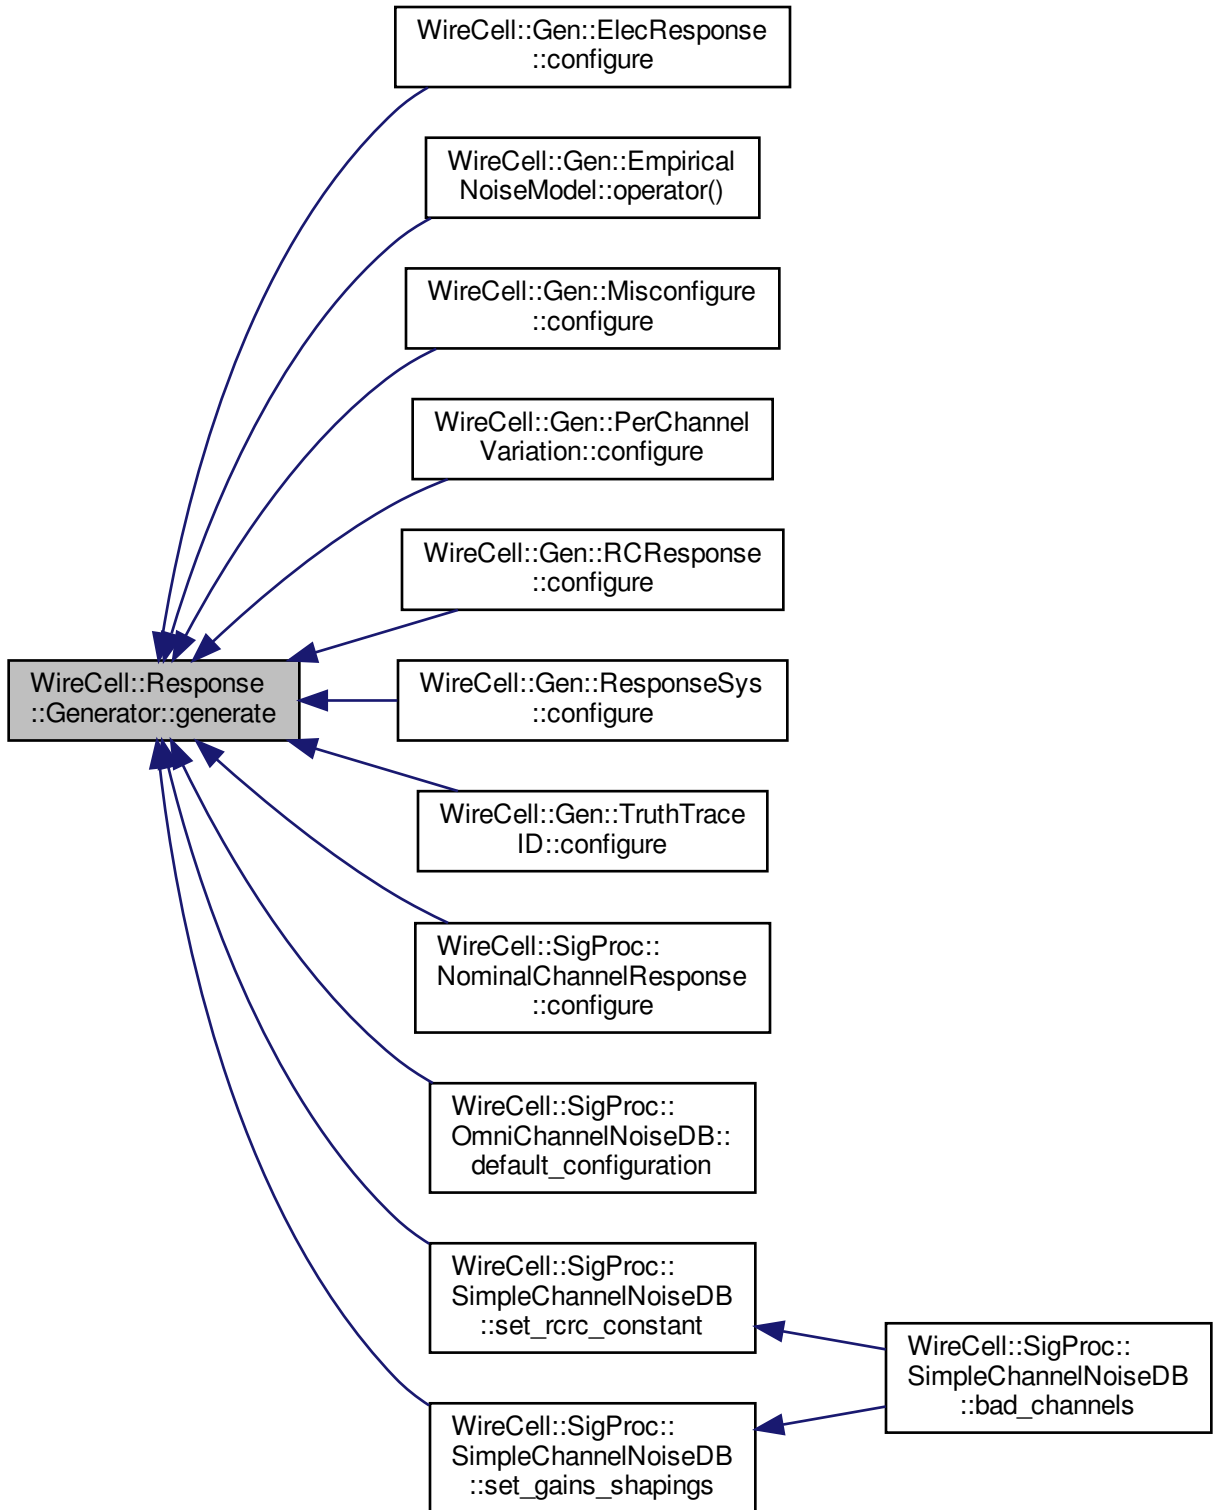 WireCell::Gen::ElecResponse
::configure
WireCell::Gen::Empirical
NoiseModel::operator()
WireCell::Gen::Misconfigure
::configure
WireCell::Gen::PerChannel
Variation::configure
WireCell::Gen::RCResponse
::configure
WireCell::Response
::Generator::generate
WireCell::Gen::ResponseSys
::configure
WireCell::Gen::TruthTrace
ID::configure
WireCell::SigProc::
NominalChannelResponse
::configure
WireCell::SigProc::
OmniChannelNoiseDB::
default_configuration
WireCell::SigProc::
SimpleChannelNoiseDB
::set_rcrc_constant
WireCell::SigProc::
SimpleChannelNoiseDB
::bad_channels
WireCell::SigProc::
SimpleChannelNoiseDB
::set_gains_shapings